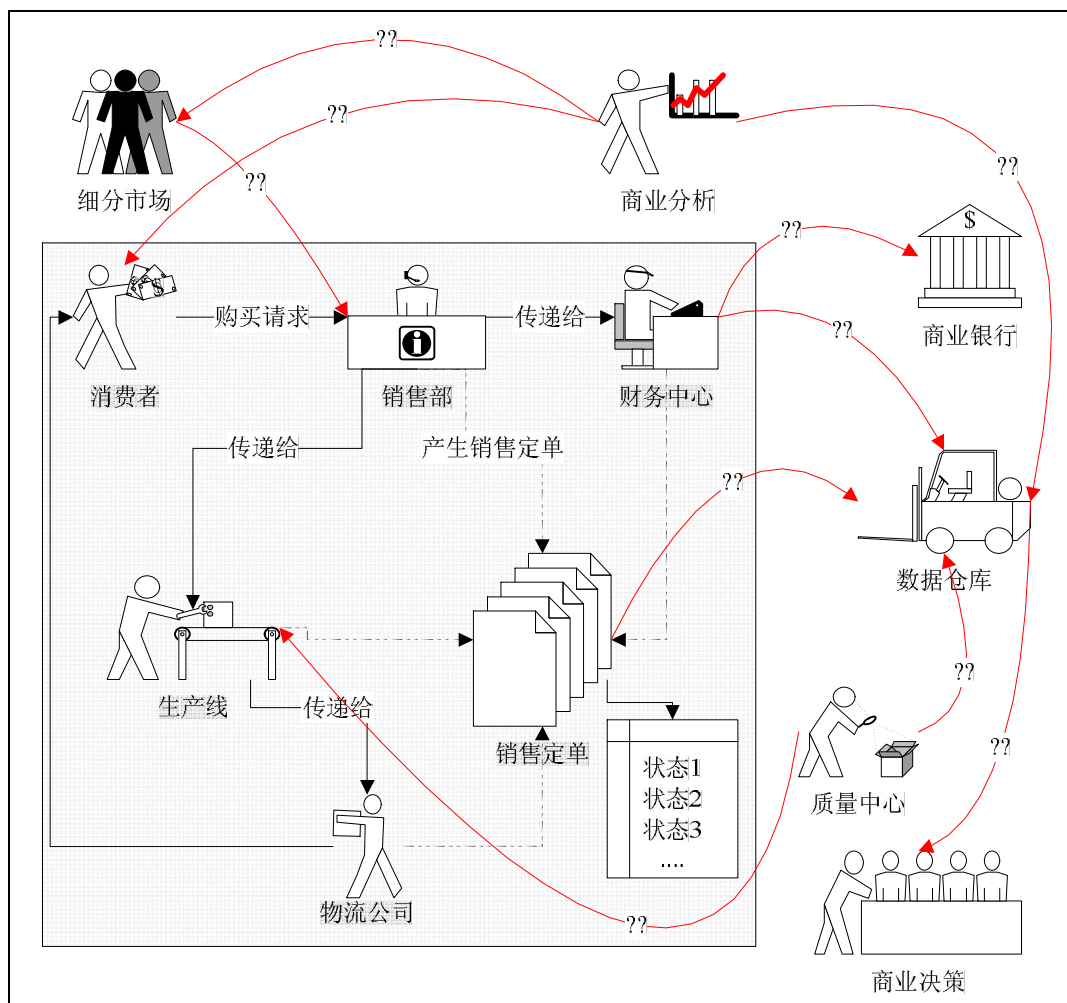 ??
??
??
细分市场
商业分析
??
$
??
商业银行
购买请求
传递给
??
$
i
消费者
销售部
财务中心
传递给
产生销售定单
??
数据仓库
生产线
传递给
??
销售定单
状态1
状态2
状态3
....
??
质量中心
物流公司
??
商业决策